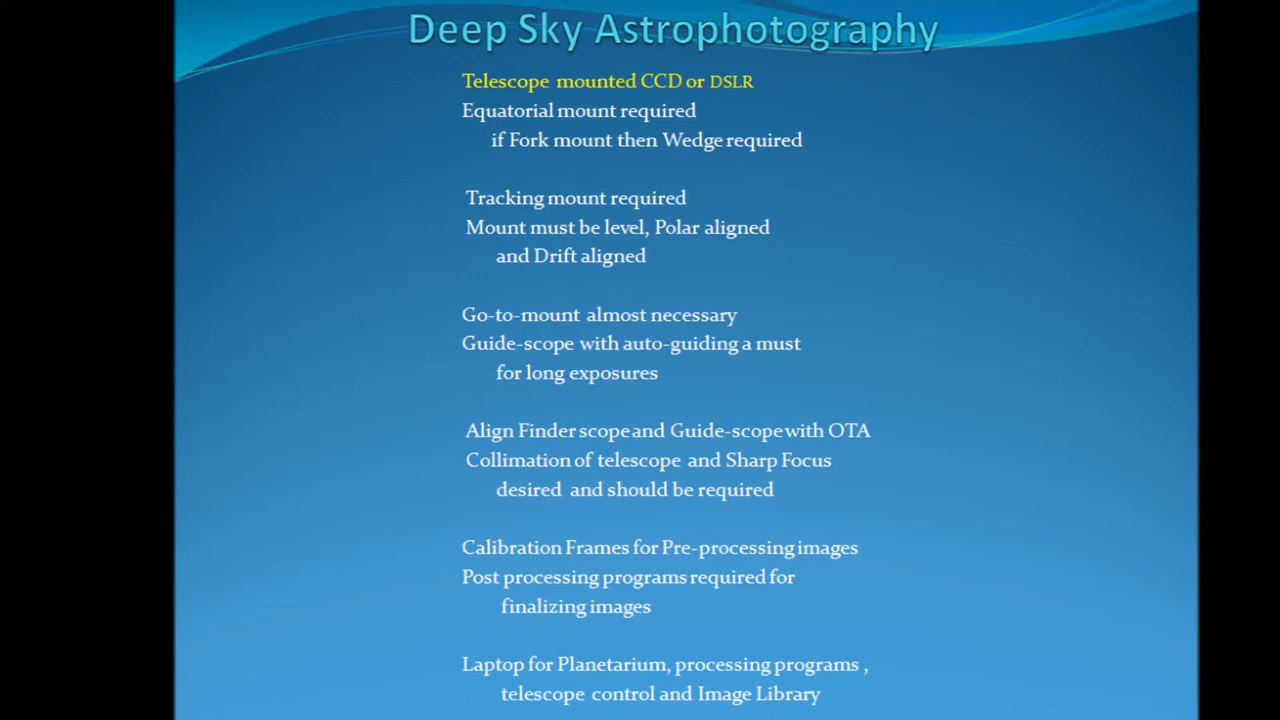 Deep Sky Astrophotography
Telescope mounted CCD or DSLR
Equatorial mount required
if Fork mount then Wedge required
Tracking mount required
Mount must be level, Polar aligned
and Drift aligned
Go-to-mount almost necessary
Guide-scope with auto-guiding a must
for long exposures
Align Finder scope and Guide-scope with OTA
Collimation of telescope and Sharp Focus
desired and should be required
Calibration Frames for Pre-processing images
Post processing programs required for
finalizing images
Laptop for Planetarium, processing programs ,
telescope control and Image Library